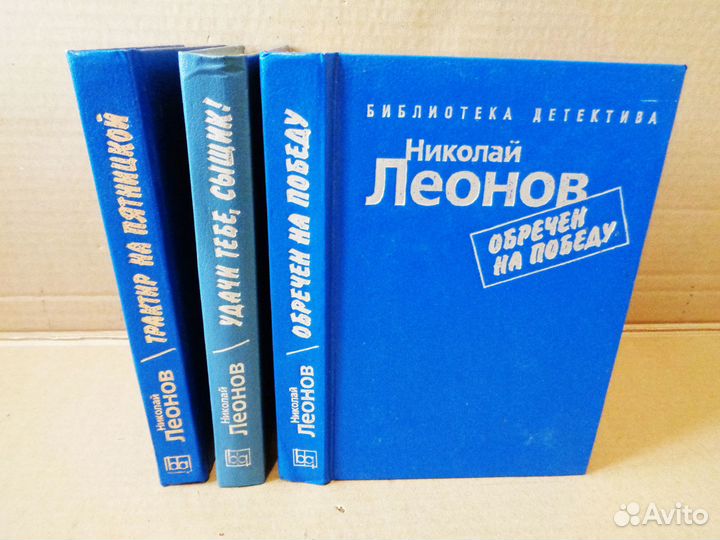 Николай
Леонов
ТРАКТИР НА ПЯТНИЦКОЙ
Николай
Леонов
УДАЧИ ТЕБЕ, СЫЩИК!
Николай
Леонов
ОБРЕЧЕН НА ПОБЕДУ
БИБЛИОТЕКА ДЕТЕКТИВА
Николай
Леонов
ОБРЕЧЕН
НА ПОБЕДУ
Avito